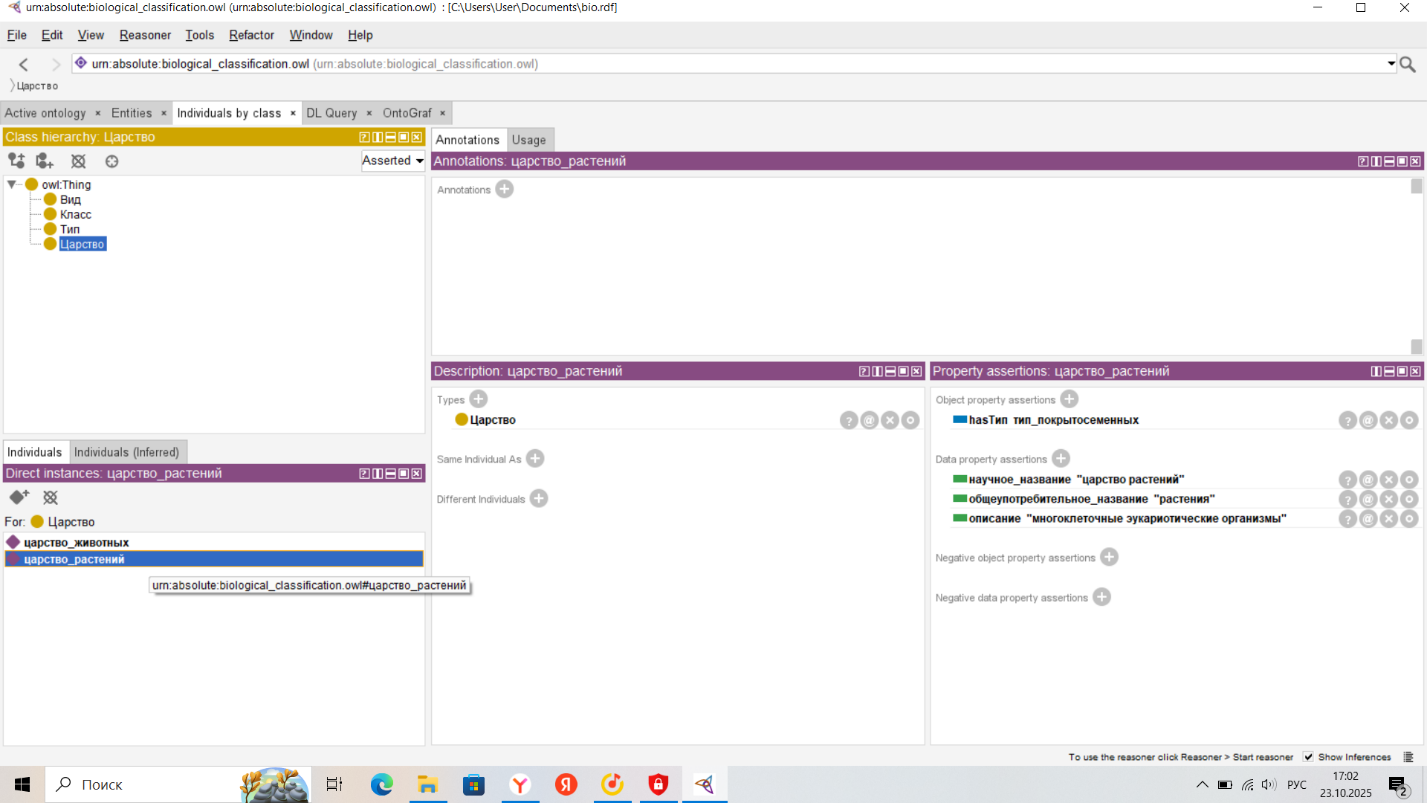 urn:absolute:biological_classification.owl (urn:absolute:biological_classification.owl) : [C:\Users\User\Documents\bio.rdf]
File Edit View Reasoner Tools Refactor Window Help
urn:absolute:biological_classification.owl (urn:absolute:biological_classification.owl)
Царство
Active ontology × Entities × Individuals by class × DL Query × OntoGraf ×
Class hierarchy: Царство
Asserted
owl:Thing
Вид
Класс
Тип
Царство
Annotations Usage
Annotations: царство_растений
Annotations
Individuals Individuals (Inferred)
Direct instances: царство_растений
For: Царство
царство_животных
царство_растений
urn:absolute:biological_classification.owl#царство_растений
Description: царство_растений
Types
Царство
Same Individual As
Different Individuals
Property assertions: царство_растений
Object property assertions
hasТип тип_покрытосеменных
Data property assertions
научное_название "царство растений"
общеупотребительное_название "растения"
описание "многоклеточные эукариотические организмы"
Negative object property assertions
Negative data property assertions
To use the reasoner click Reasoner > Start reasoner Show Inferences
Поиск
РУС
17:02
23.10.2025
2